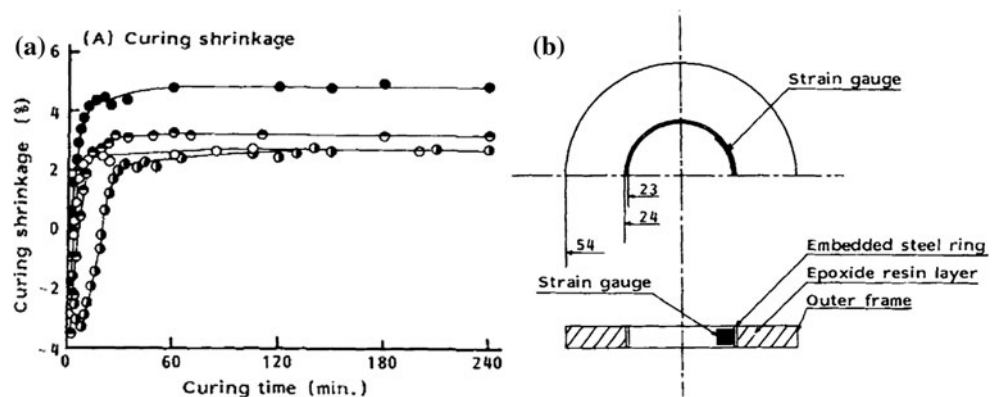 (a)
(A) Curing shrinkage
Curing shrinkage (%)
6
4
2
0
-2
-4
0
60
120
180
240
Curing time (min.)
(b)
Strain gauge
23
24
54
Embedded steel ring
Strain gauge
Epoxide resin layer
Outer frame